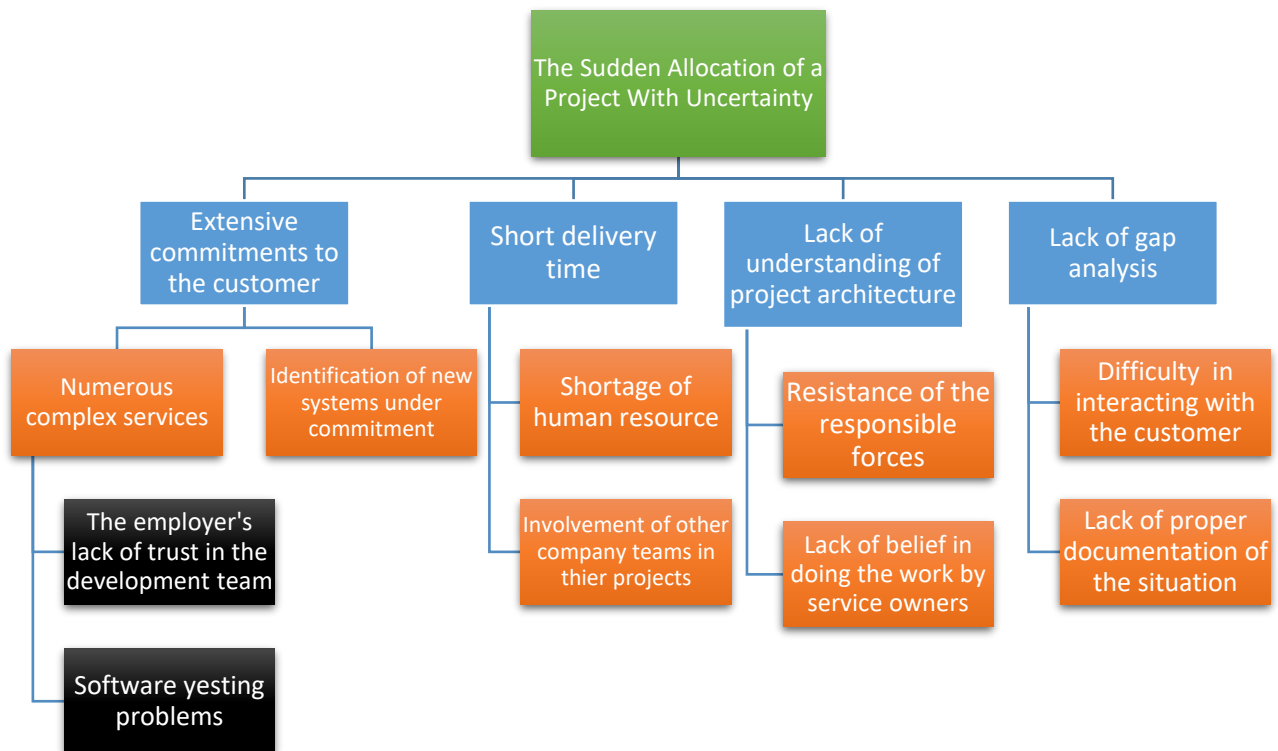 The Sudden Allocation of a
Project With Uncertainty
Extensive
commitments to
the customer
Short delivery
time
Lack of
understanding of
project architecture
Lack of gap
analysis
Numerous
complex services
Identification of new
systems under
commitment
Shortage of
human resource
Resistance of the
responsible
forces
Difficulty in
interacting with
the customer
The employer's
lack of trust in the
development team
Involvement of other
company teams in
thier projects
Lack of belief in
doing the work by
service owners
Lack of proper
documentation of
the situation
Software yesting
problems